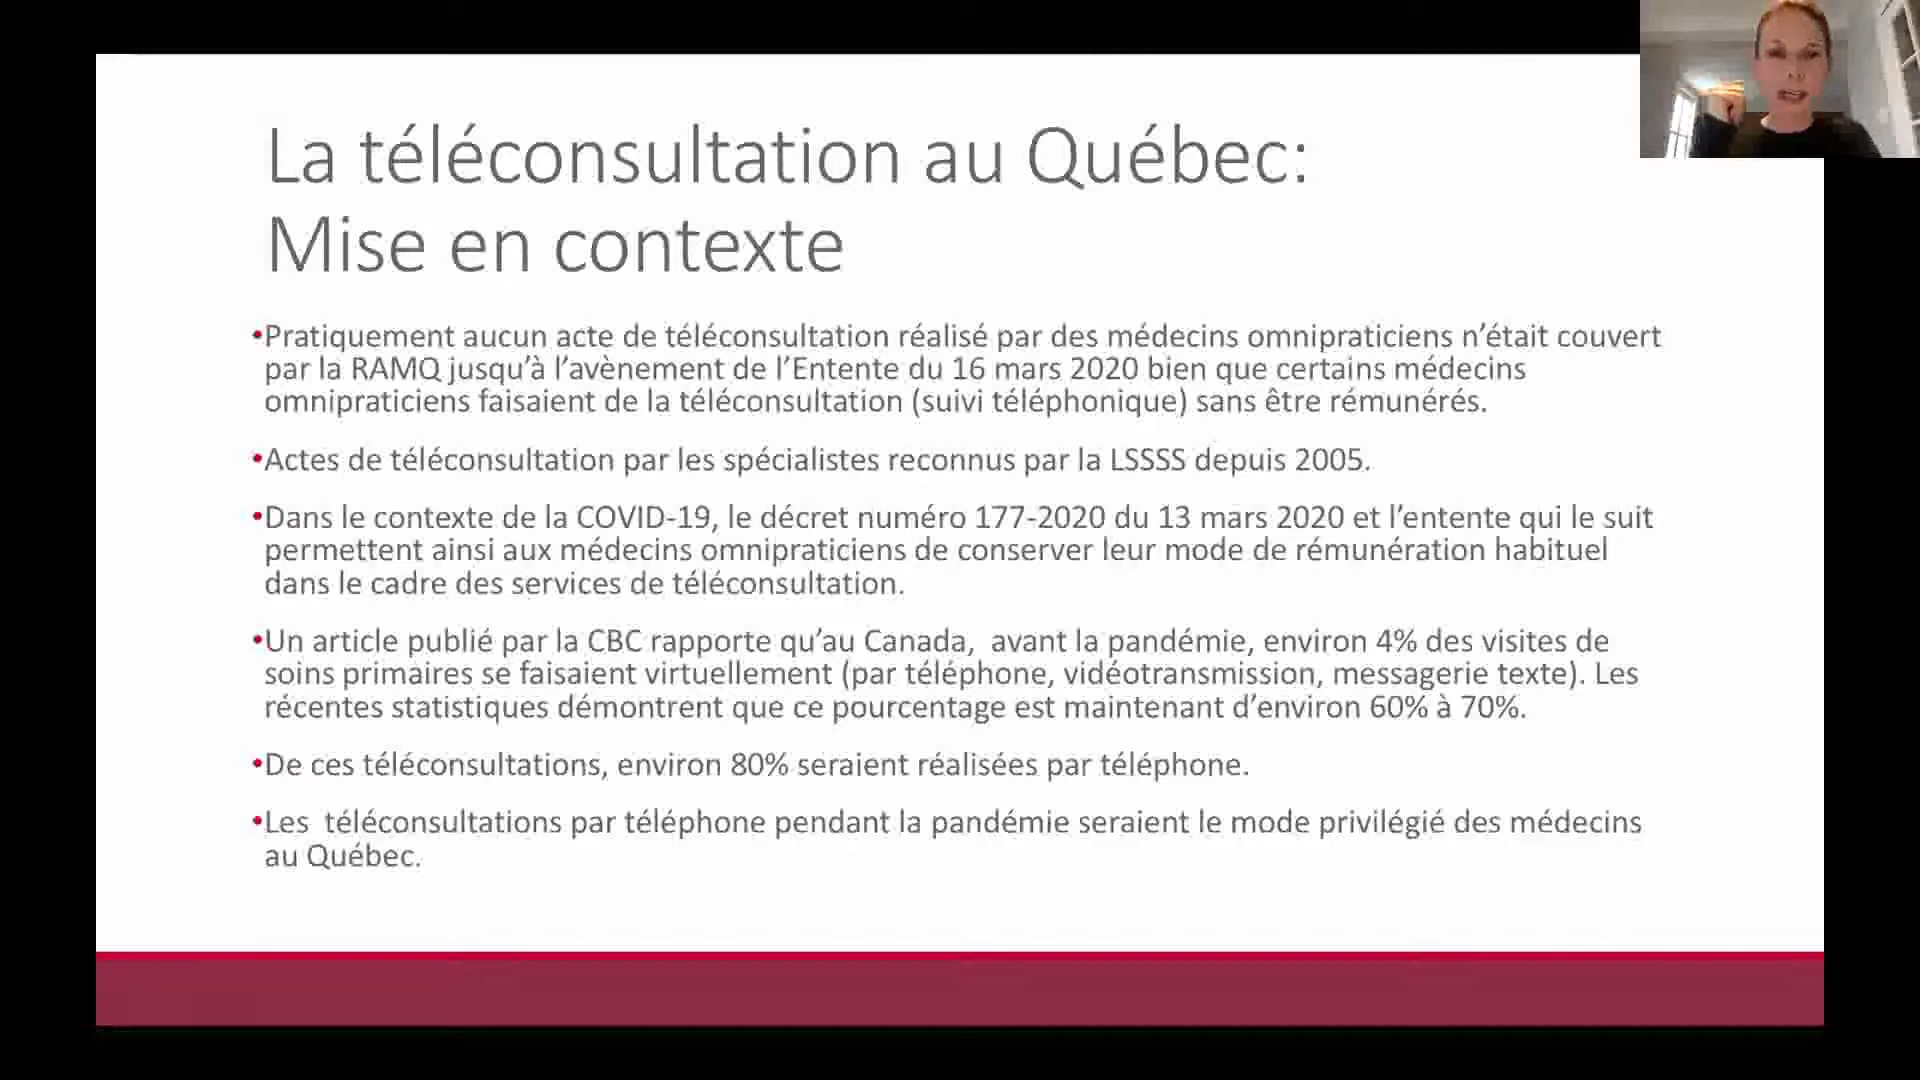 La téléconsultation au Québec:
Mise en contexte
•Pratiquement aucun acte de téléconsultation réalisé par des médecins omnipraticiens n’était couvert
par la RAMQ jusqu’à l’avènement de l’Entente du 16 mars 2020 bien que certains médecins
omnipraticiens faisaient de la téléconsultation (suivi téléphonique) sans être rémunérés.
•Actes de téléconsultation par les spécialistes reconnus par la LSSSS depuis 2005.
•Dans le contexte de la COVID-19, le décret numéro 177-2020 du 13 mars 2020 et l’entente qui le suit
permettent ainsi aux médecins omnipraticiens de conserver leur mode de rémunération habituel
dans le cadre des services de téléconsultation.
•Un article publié par la CBC rapporte qu’au Canada,  avant la pandémie, environ 4% des visites de
soins primaires se faisaient virtuellement (par téléphone, vidéotransmission, messagerie texte). Les
récentes statistiques démontrent que ce pourcentage est maintenant d’environ 60% à 70%.
•De ces téléconsultations, environ 80% seraient réalisées par téléphone.
•Les  téléconsultations par téléphone pendant la pandémie seraient le mode privilégié des médecins
au Québec.